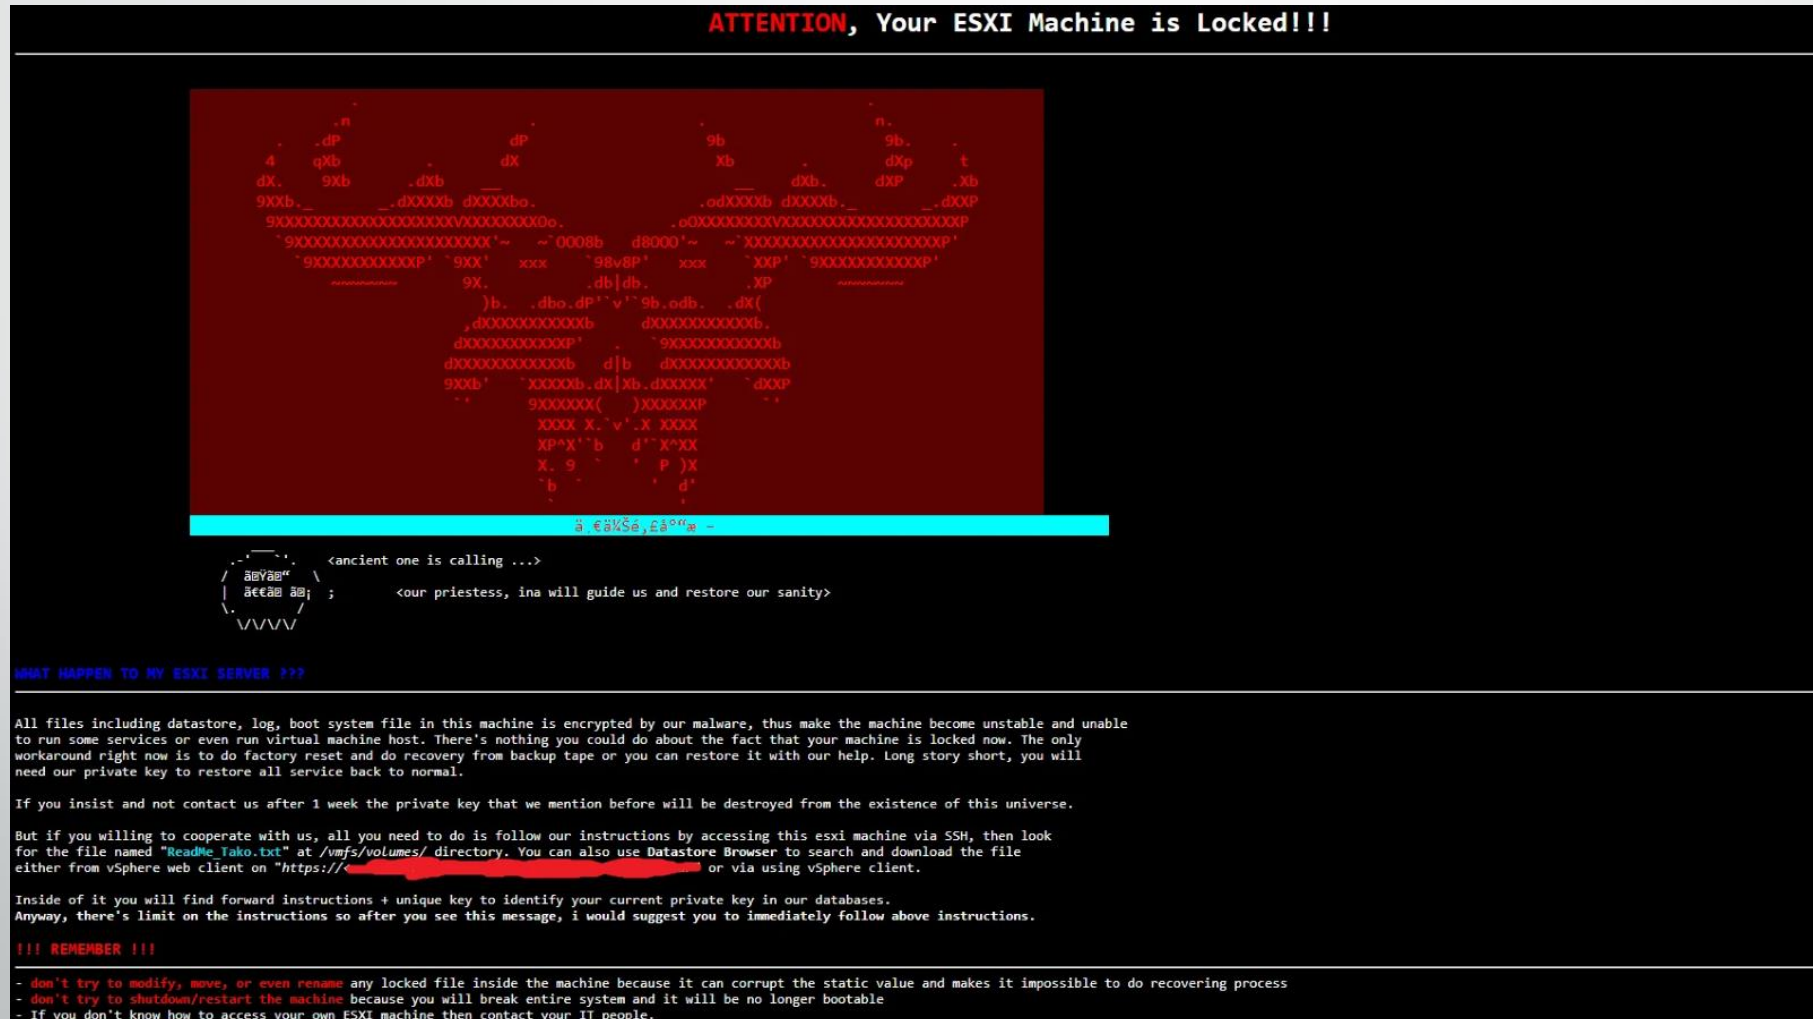 ATTENTION, Your ESXI Machine is Locked!!!
<ancient one is calling ...>
<our priestess, ina will guide us and restore our sanity>
WHAT HAPPEN TO MY ESXI SERVER ???
All files including datastore, log, boot system file in this machine is encrypted by our malware, thus make the machine become unstable and unable
to run some services or even run virtual machine host. There's nothing you could do about the fact that your machine is locked now. The only
workaround right now is to do factory reset and do recovery from backup tape or you can restore it with our help. Long story short, you will
need our private key to restore all service back to normal.
If you insist and not contact us after 1 week the private key that we mention before will be destroyed from the existence of this universe.
But if you willing to cooperate with us, all you need to do is follow our instructions by accessing this esxi machine via SSH, then look
for the file named "ReadMe_Tako.txt" at /vmfs/volumes/ directory. You can also use Datastore Browser to search and download the file
either from vSphere web client on "https:// or via using vSphere client.
Inside of it you will find forward instructions + unique key to identify your current private key in our databases.
Anyway, there's limit on the instructions so after you see this message, i would suggest you to immediately follow above instructions.
!!! REMEMBER !!!
- don't try to modify, move, or even rename any locked file inside the machine because it can corrupt the static value and makes it impossible to do recovering process
- don't try to shutdown/restart the machine because you will break entire system and it will be no longer bootable
- If you don't know how to access your own ESXI machine then contact your IT people.